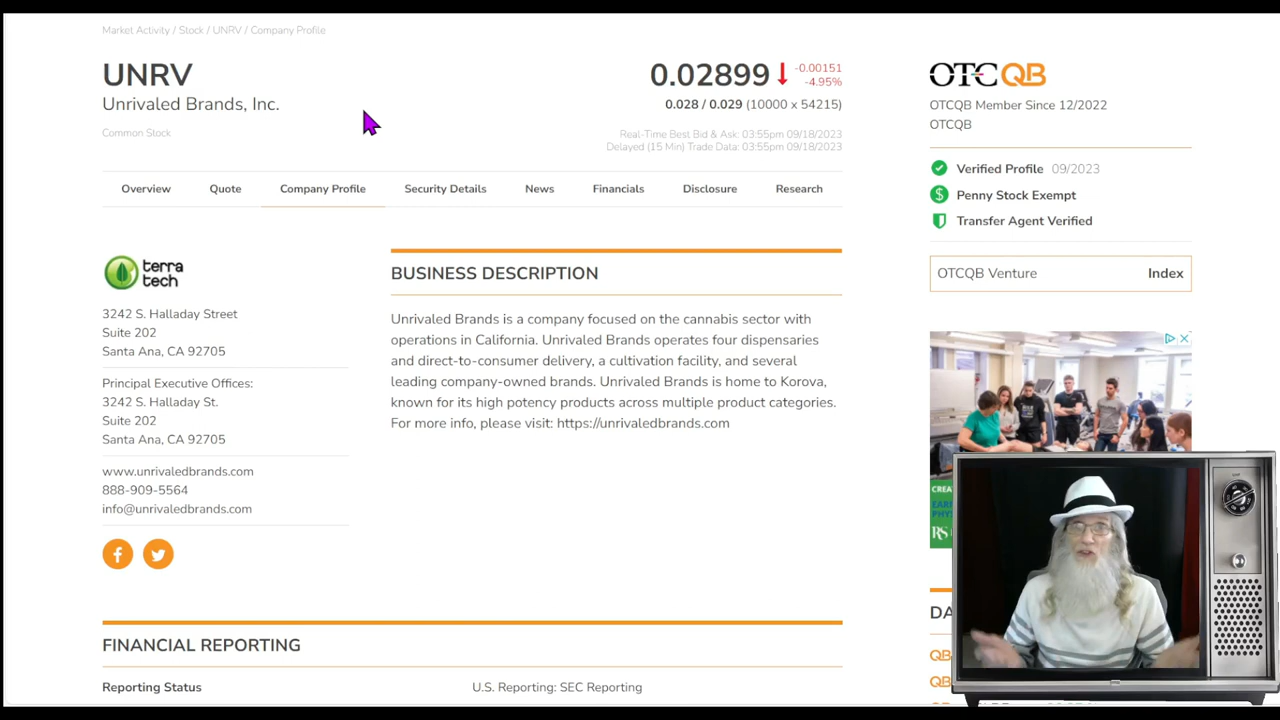 Market Activity / Stock / UNRV / Company Profile
UNRV
Unrivaled Brands, Inc.
Common Stock
0.02899
-0.00151
-4.95%
0.028 / 0.029 (10000 x 54215)
Real-Time Best Bid & Ask: 03:55pm 09/18/2023
Delayed (15 Min) Trade Data: 03:55pm 09/18/2023
OTCQB
OTCQB Member Since 12/2022
OTCQB
Verified Profile 09/2023
Penny Stock Exempt
Transfer Agent Verified
OTCQB Venture Index
Overview Quote Company Profile Security Details News Financials Disclosure Research
terra
tech
3242 S. Halladay Street
Suite 202
Santa Ana, CA 92705
Principal Executive Offices:
3242 S. Halladay St.
Suite 202
Santa Ana, CA 92705
www.unrivaledbrands.com
888-909-5564
info@unrivaledbrands.com
BUSINESS DESCRIPTION
Unrivaled Brands is a company focused on the cannabis sector with
operations in California. Unrivaled Brands operates four dispensaries
and direct-to-consumer delivery, a cultivation facility, and several
leading company-owned brands. Unrivaled Brands is home to Korova,
known for its high potency products across multiple product categories.
For more info, please visit: https://unrivaledbrands.com
FINANCIAL REPORTING
Reporting Status U.S. Reporting: SEC Reporting
RS
QB
QB